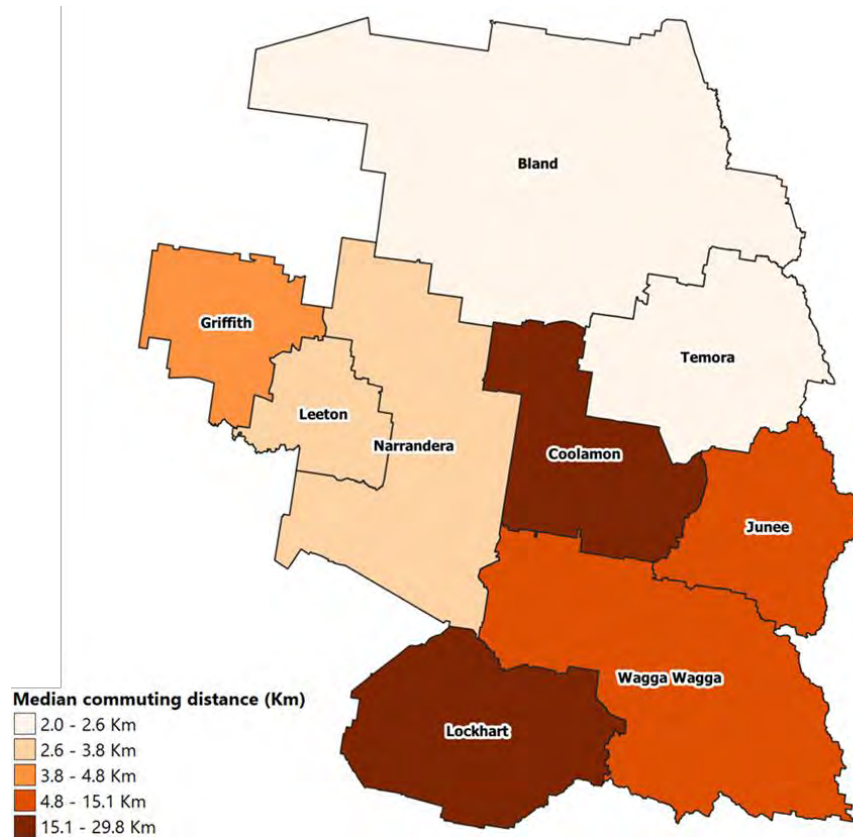 Bland
Griffith
Temora
Leeton
Narrandera
Coolamon
Junee
Wagga Wagga
Lockhart
Median commuting distance (Km)
2.0 - 2.6 Km
2.6 - 3.8 Km
3.8 - 4.8 Km
4.8 - 15.1 Km
15.1 - 29.8 Km